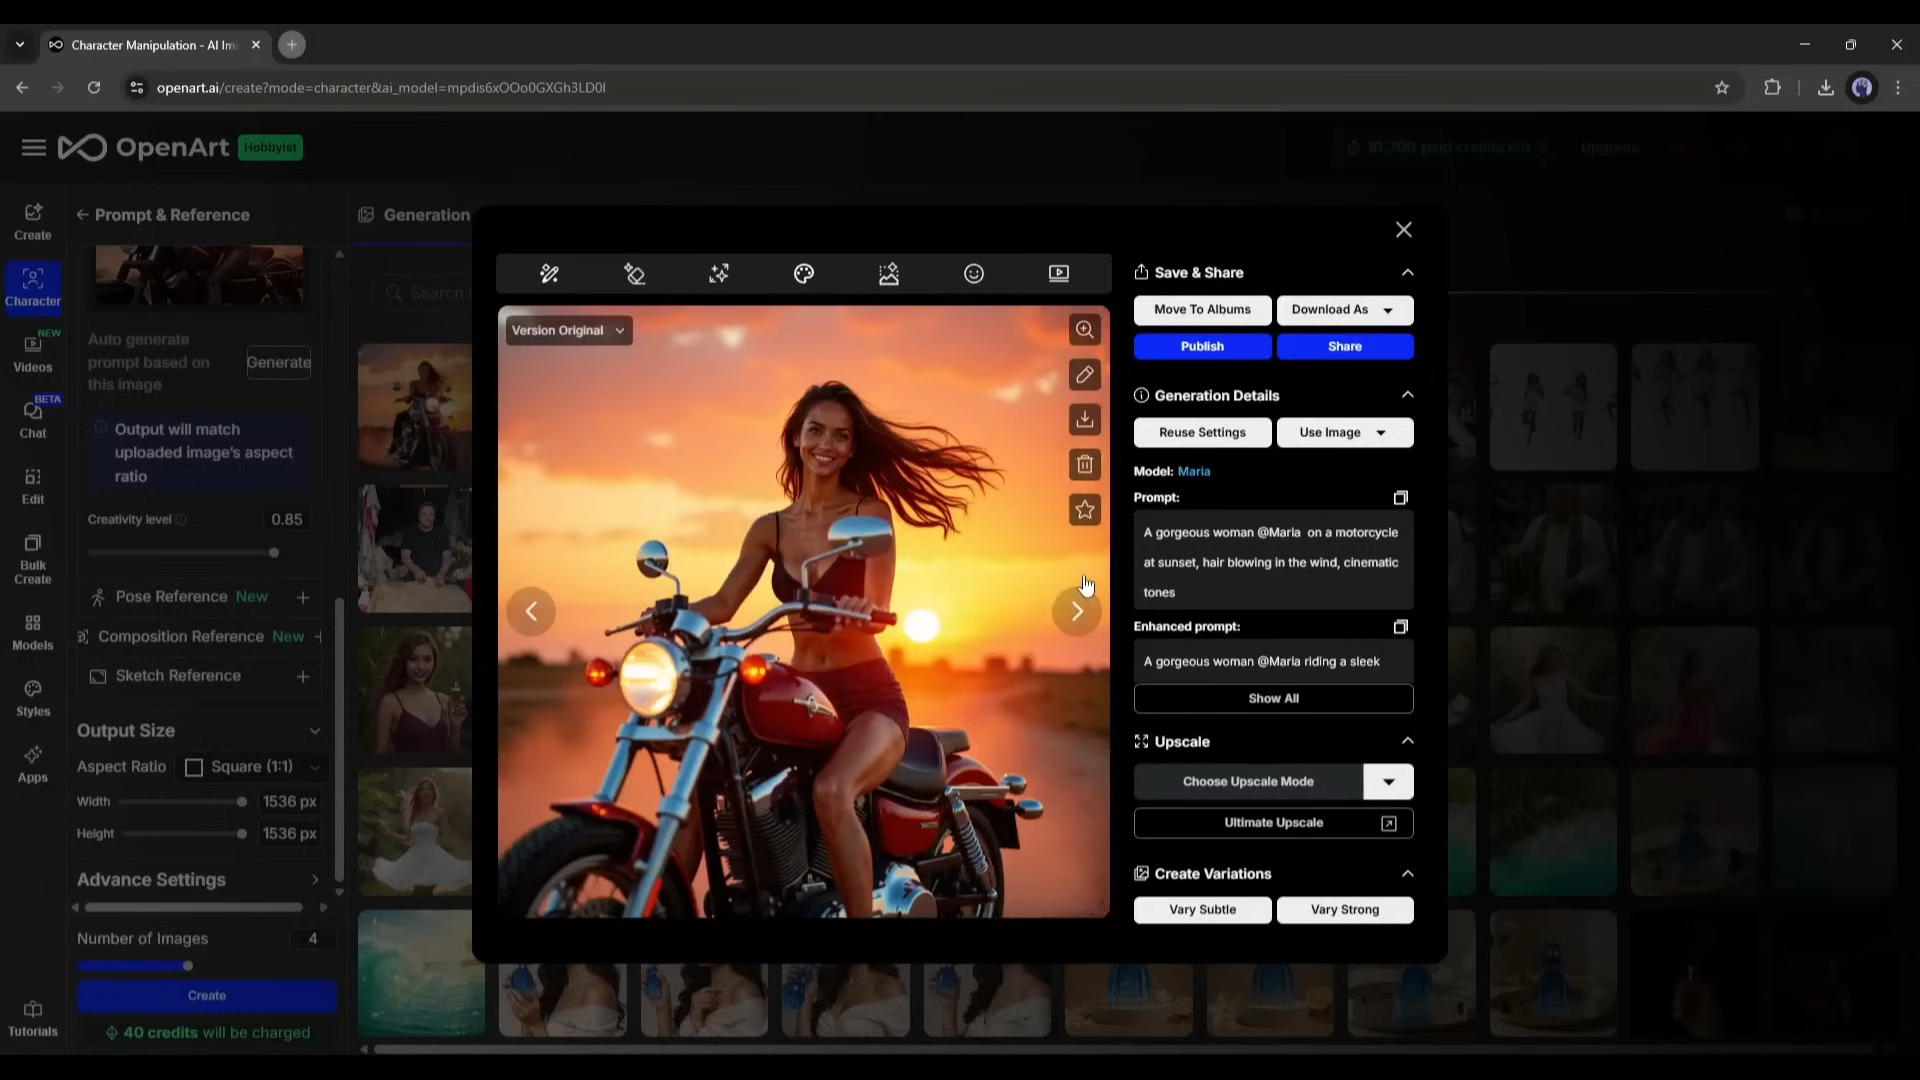 Character Manipulation - AI Im
openart.ai/create?mode=character&ai_model=mpdis6xOOo0GXGh3LD0I
OpenArt
Hobbyist
10,700 paid credits left
Upgrade
Create
Character
NEW
Videos
BETA
Chat
Edit
Bulk
Create
Models
Styles
Apps
Tutorials
Prompt & Reference
Auto generate
prompt based on
this image
Generate
Output will match
uploaded image's aspect
ratio
Creativity level
0.85
Pose Reference New
Composition Reference New
Sketch Reference
Output Size
Aspect Ratio
Square (1:1)
Width
1536 px
Height
1536 px
Advance Settings
Number of Images
4
Create
40 credits will be charged
Generation
Search
Version Original
Save & Share
Move To Albums
Download As
Publish
Share
Generation Details
Reuse Settings
Use Image
Model: Maria
Prompt:
A gorgeous woman @Maria on a motorcycle
at sunset, hair blowing in the wind, cinematic
tones
Enhanced prompt:
A gorgeous woman @Maria riding a sleek
Show All
Upscale
Choose Upscale Mode
Ultimate Upscale
Create Variations
Vary Subtle
Vary Strong